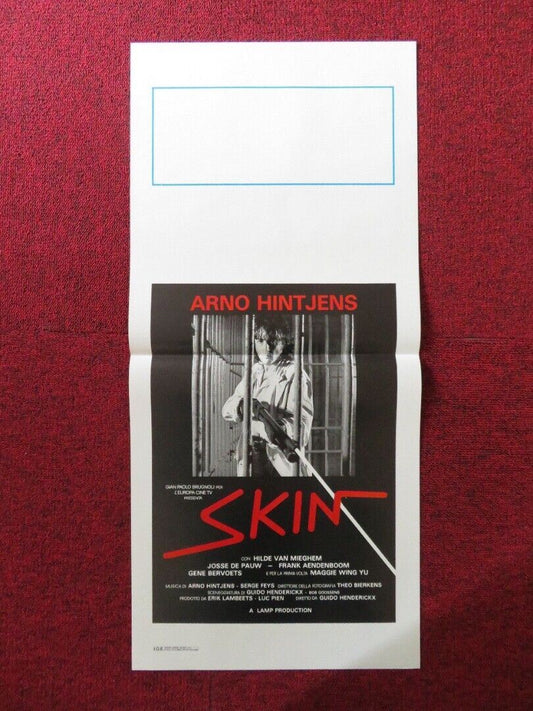 ARNO HINTJENS
GIAN PAOLO BRUGNOLI PER
L'EUROPA CINE TV
PRESENTA
SKIN
CON HILDE VAN MIEGHEM
JOSSE DE PAUW – FRANK AENDENBOOM
GENE BERVOETS E PER LA PRIMA VOLTA MAGGIE WING YU
MUSICA DI ARNO HINTJENS - SERGE FEYS DIRETTORE DELLA FOTOGRAFIA THEO BIERKENS
SCENEGGIATURA DI GUIDO HENDERICKX - BOB GOOSSENS
PRODOTTO DA ERIK LAMBEETS - LUC PIEN DIRETTO DA GUIDO HENDERICKX
A LAMP PRODUCTION